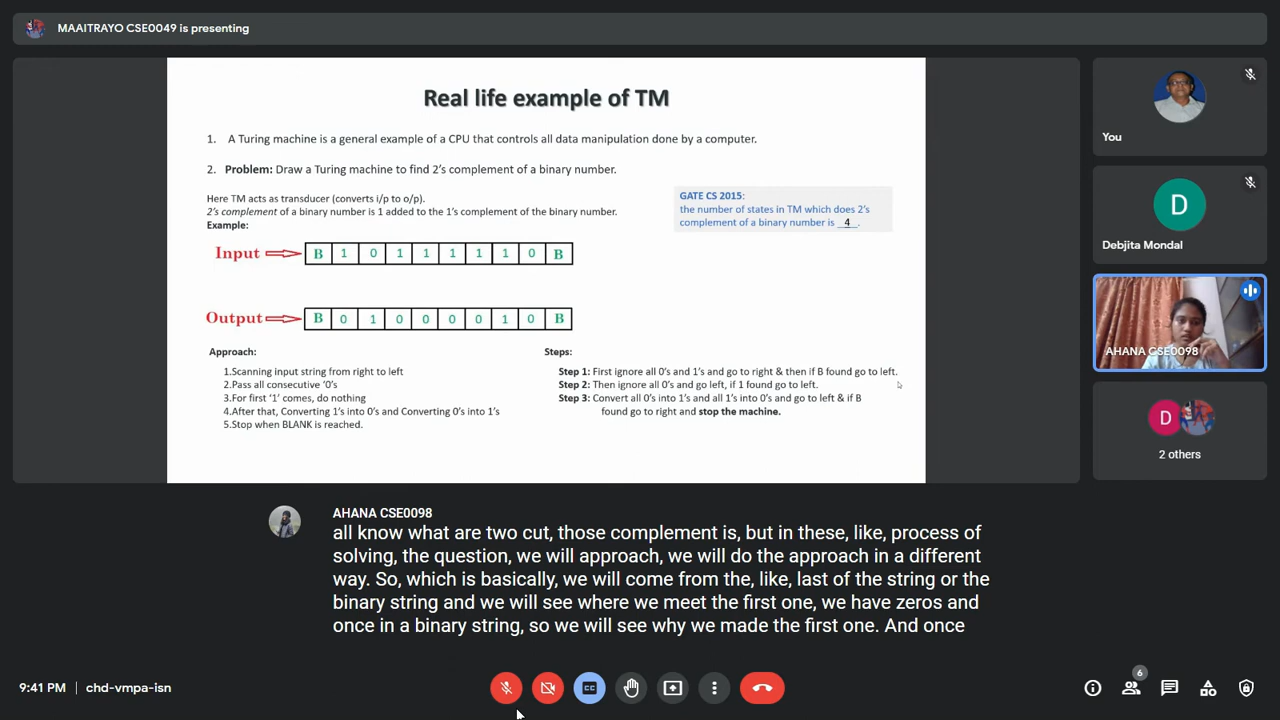 MAAITRAYO CSE0049 is presenting
Real life example of TM
1. A Turing machine is a general example of a CPU that controls all data manipulation done by a computer.
2. Problem: Draw a Turing machine to find 2's complement of a binary number.
Here TM acts as transducer (converts i/p to o/p).
2's complement of a binary number is 1 added to the 1's complement of the binary number.
Example:
GATE CS 2015:
the number of states in TM which does 2's
complement of a binary number is __4__.
Input B 1 0 1 1 1 1 1 0 B
Output B 0 1 0 0 0 0 1 0 B
Approach:
1.Scanning input string from right to left
2.Pass all consecutive '0's
3.For first '1' comes, do nothing
4.After that, Converting 1's into 0's and Converting 0's into 1's
5.Stop when BLANK is reached.
Steps:
Step 1: First ignore all 0's and 1's and go to right & then if B found go to left.
Step 2: Then ignore all 0's and go left, if 1 found go to left.
Step 3: Convert all 0's into 1's and all 1's into 0's and go to left & if B
found go to right and stop the machine.
You
D
Debjita Mondal
AHANA CSE0098
D
2 others
AHANA CSE0098
all know what are two cut, those complement is, but in these, like, process of
solving, the question, we will approach, we will do the approach in a different
way. So, which is basically, we will come from the, like, last of the string or the
binary string and we will see where we meet the first one, we have zeros and
once in a binary string, so we will see why we made the first one. And once
9:41 PM
chd-vmpa-isn
CC
6